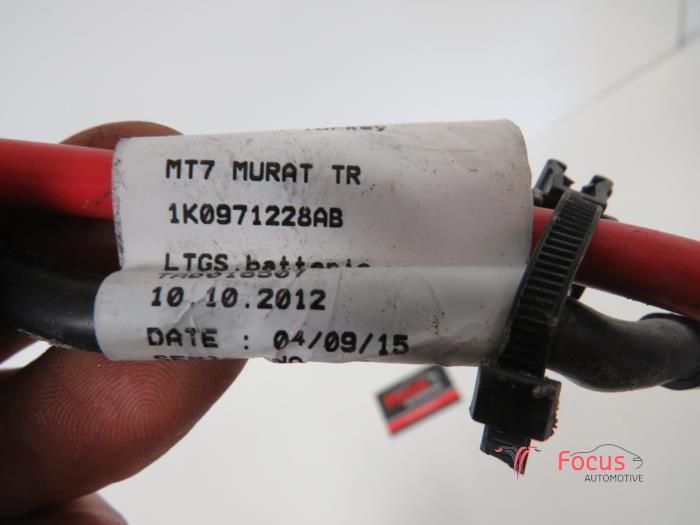 MT7 MURAT TR
1K0971228AB
LTGS.batterie
10.10.2012
DATE : 04/09/15
Focus
AUTOMOTIVE